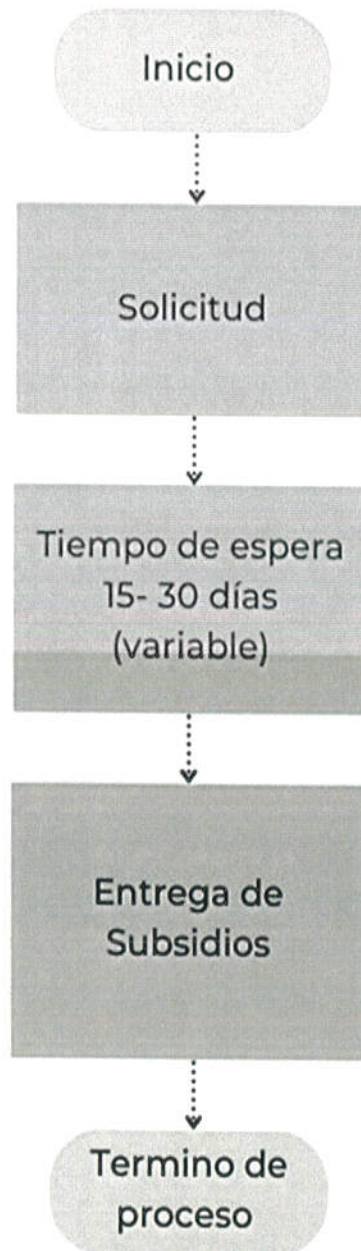 Inicio
Solicitud
Tiempo de espera
15- 30 días
(variable)
Entrega de
Subsidios
Termino de
proceso